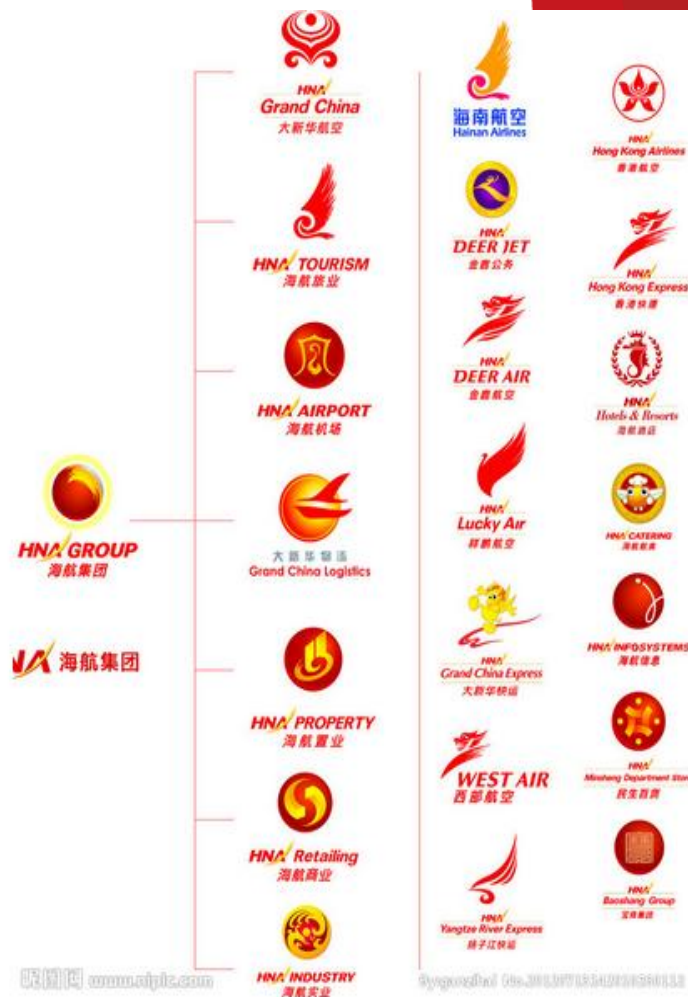 HNA GROUP
海航集团
HNA 海航集团
HNA
Grand China
大新华航空
HNA TOURISM
海航旅业
HNA AIRPORT
海航机场
大新华物流
Grand China Logistics
HNA PROPERTY
海航置业
HNA Retailing
海航商业
HNA INDUSTRY
海航实业
海南航空
Hainan Airlines
HNA
DEER JET
金鹿公务
HNA
DEER AIR
金鹿航空
HNA
Lucky Air
祥鹏航空
HNA
Grand China Express
大新华快运
WEST AIR
西部航空
HNA
Yangtze River Express
扬子江快运
HNA
Hong Kong Airlines
香港航空
HNA
Hong Kong Express
香港快运
HNA
Hotels & Resorts
海航酒店
HNA CATERING
海航航食
HNA INFOSYSTEMS
海航信息
HNA
Minsheng Department Store
民生百货
HNA
Baoshang Group
宝商集团
昵图网 www.nipic.com